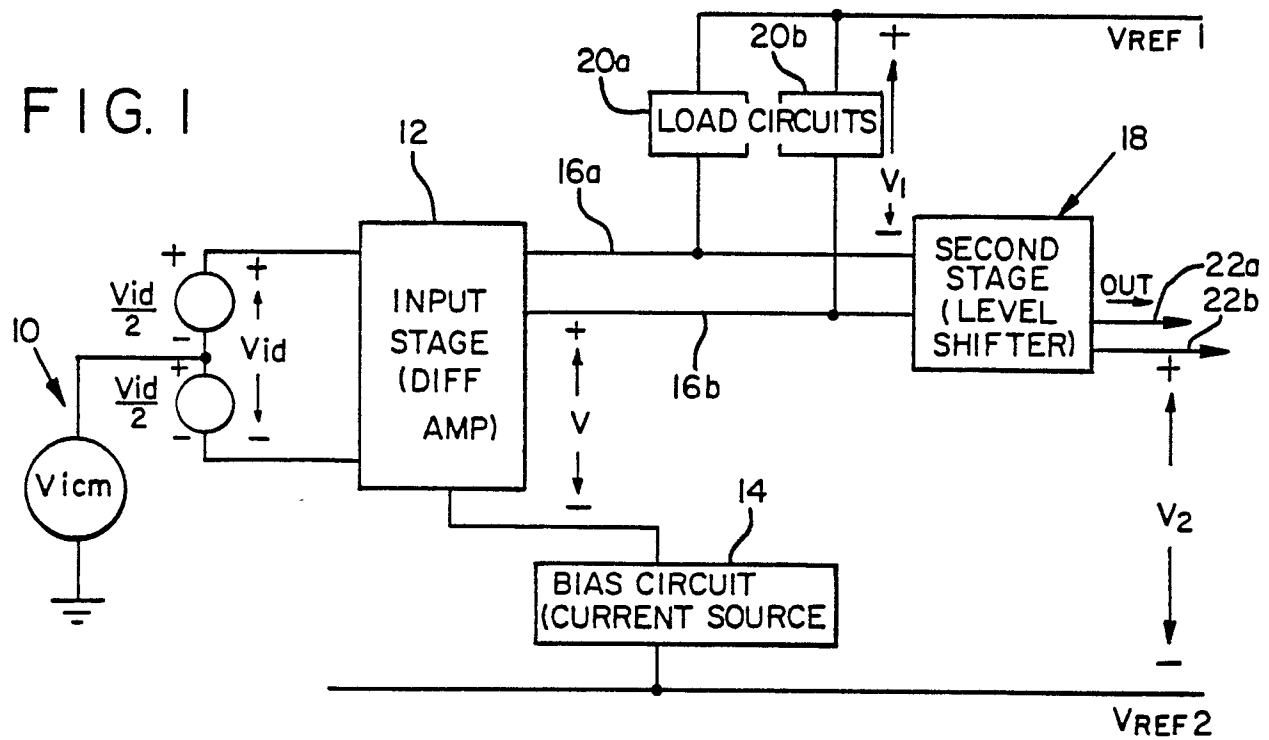 FIG. 1
VREF 1
20a
20b
LOAD CIRCUITS
+
V1
−
12
16a
18
+
+
Vid
2
−
Vid
10
+
Vid
2
−
−
INPUT
STAGE
(DIFF
AMP)
SECOND
STAGE
(LEVEL
SHIFTER)
OUT
22a
22b
16b
+
V
−
+
V2
−
Vicm
14
BIAS CIRCUIT
(CURRENT SOURCE
VREF 2